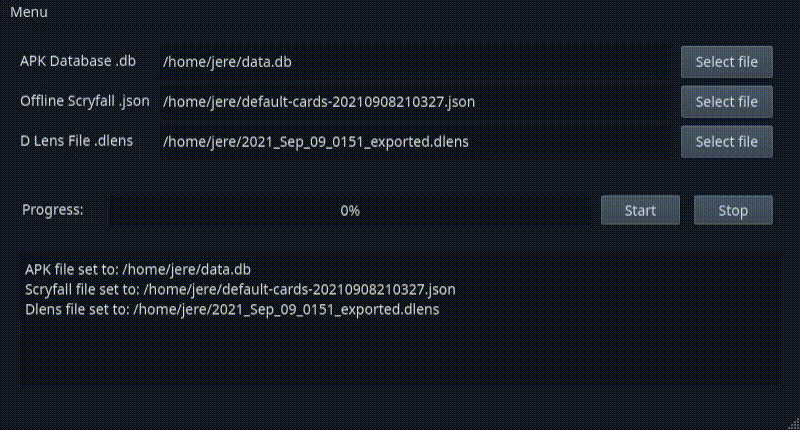 Menu
APK Database .db /home/jere/data.db Select file
Offline Scryfall .json /home/jere/default-cards-20210908210327.json Select file
D Lens File .dlens /home/jere/2021_Sep_09_0151_exported.dlens Select file
Progress: 0% Start Stop
APK file set to: /home/jere/data.db
Scryfall file set to: /home/jere/default-cards-20210908210327.json
Dlens file set to: /home/jere/2021_Sep_09_0151_exported.dlens